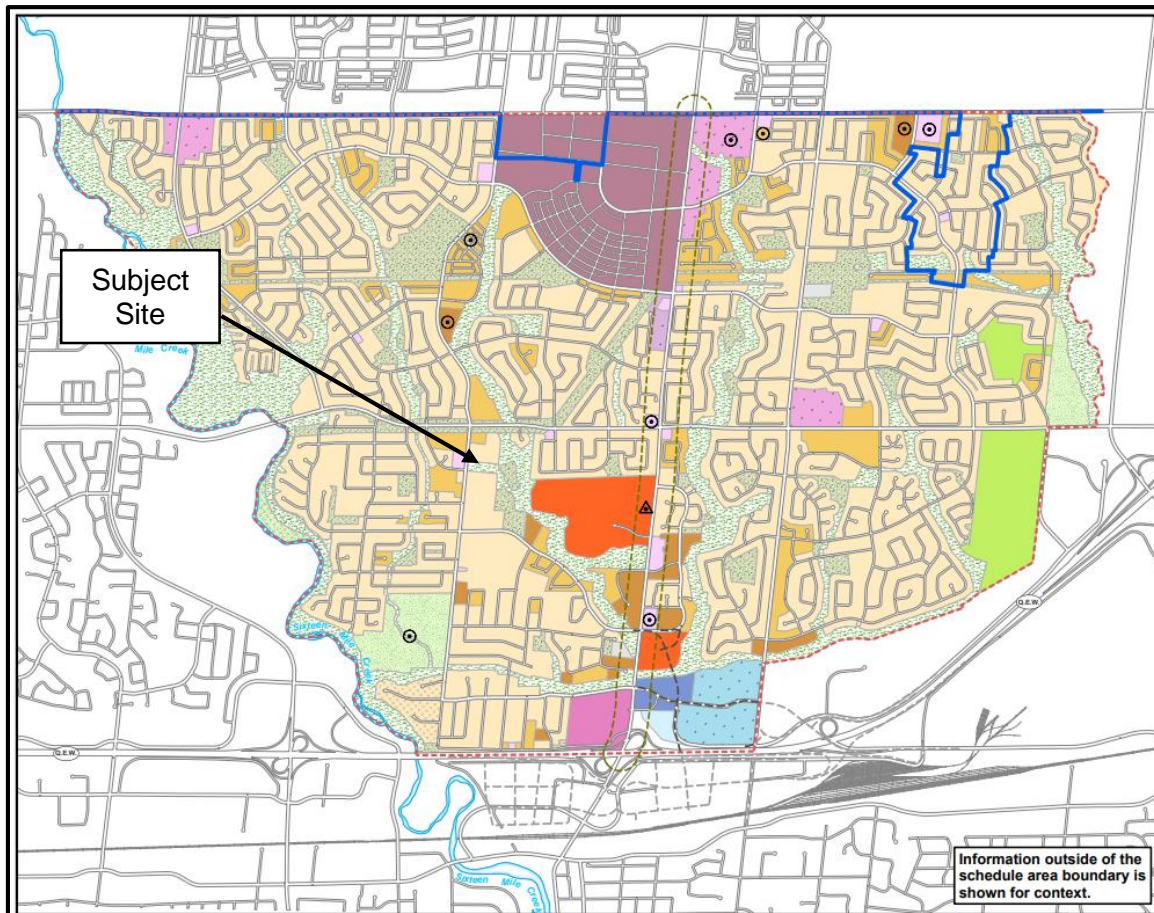 Subject
Site
Mile Creek
Q.E.W.
Sixteen Mile Creek
Q.E.W.
Information outside of the
schedule area boundary is
shown for context.
Sixteen Mile Creek